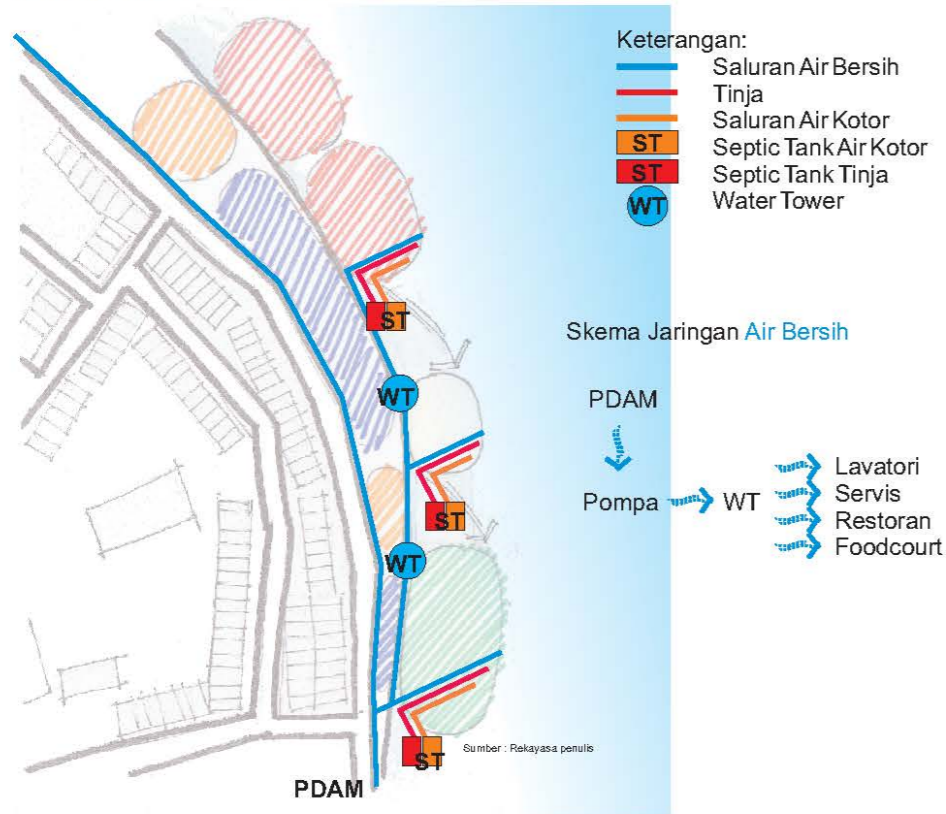 Keterangan:
Saluran Air Bersih
Tinja
Saluran Air Kotor
ST Septic Tank Air Kotor
ST Septic Tank Tinja
WT Water Tower
ST
Skema Jaringan Air Bersih
WT
PDAM
Pompa WT
Lavatori
Servis
Restoran
Foodcourt
ST
WT
ST
Sumber : Rekayasa penulis
PDAM